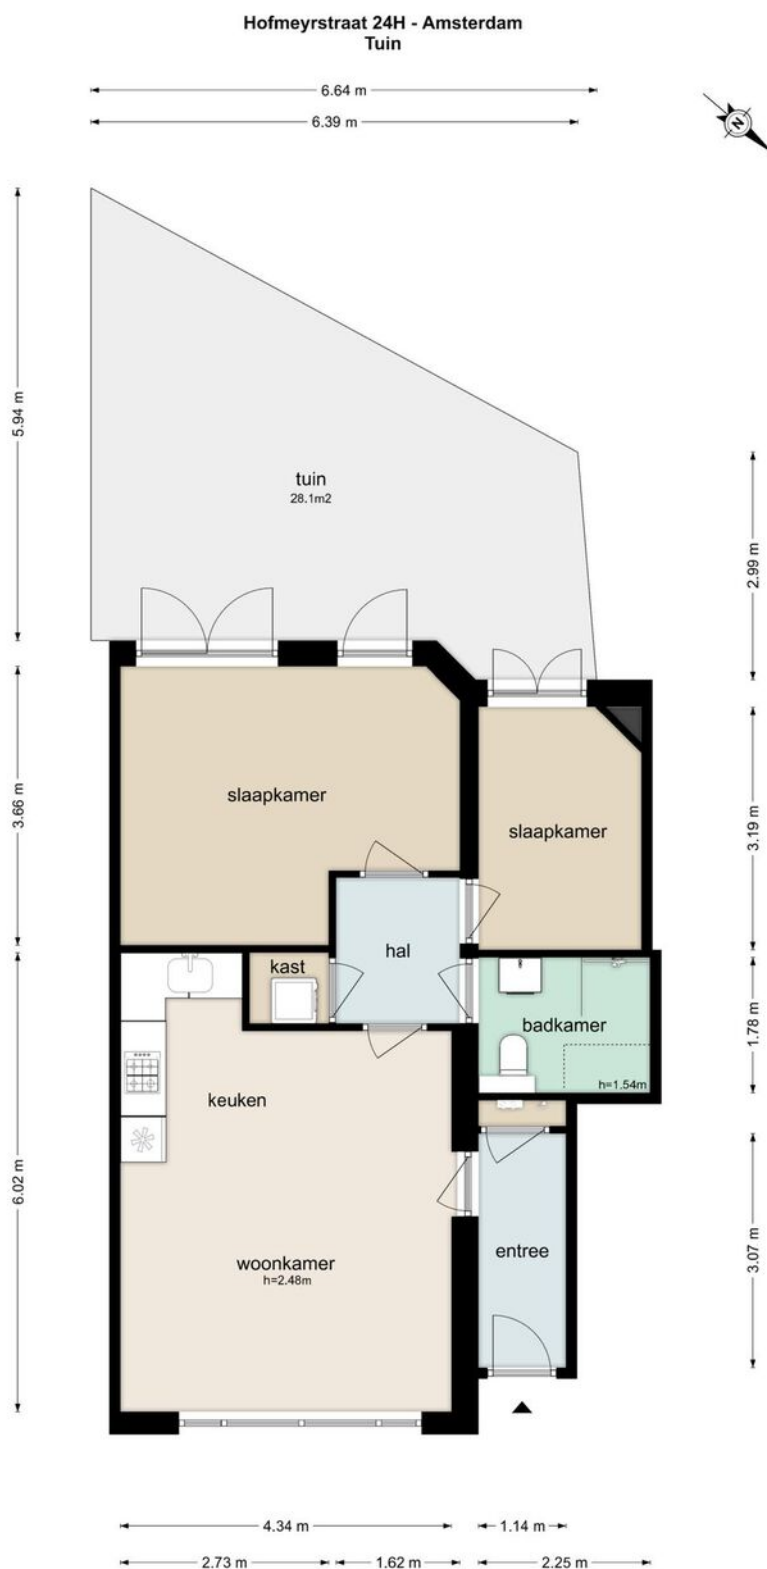 Hofmeyrstraat 24H - Amsterdam
Tuin
6.64 m
6.39 m
N
5.94 m
tuin
28.1m2
2.99 m
3.66 m
slaapkamer
slaapkamer
3.19 m
kast
hal
badkamer
h=1.54m
1.78 m
keuken
6.02 m
woonkamer
h=2.48m
entree
3.07 m
4.34 m
1.14 m
2.73 m
1.62 m
2.25 m